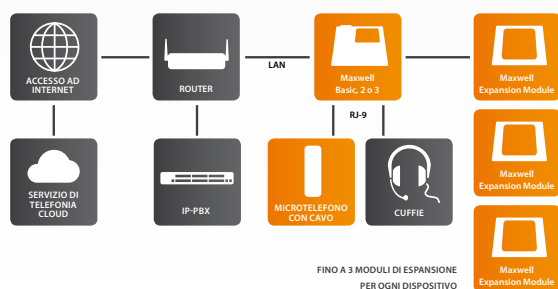 ACCESSO AD
INTERNET
ROUTER
LAN
Maxwell
Basic, 2 o 3
Maxwell
Expansion Module
RJ-9
SERVIZIO DI
TELEFONIA
CLOUD
IP-PBX
MICROTELEFONO
CON CAVO
CUFFIE
Maxwell
Expansion Module
FINO A 3 MODULI DI ESPANSIONE
PER OGNI DISPOSITIVO
Maxwell
Expansion Module